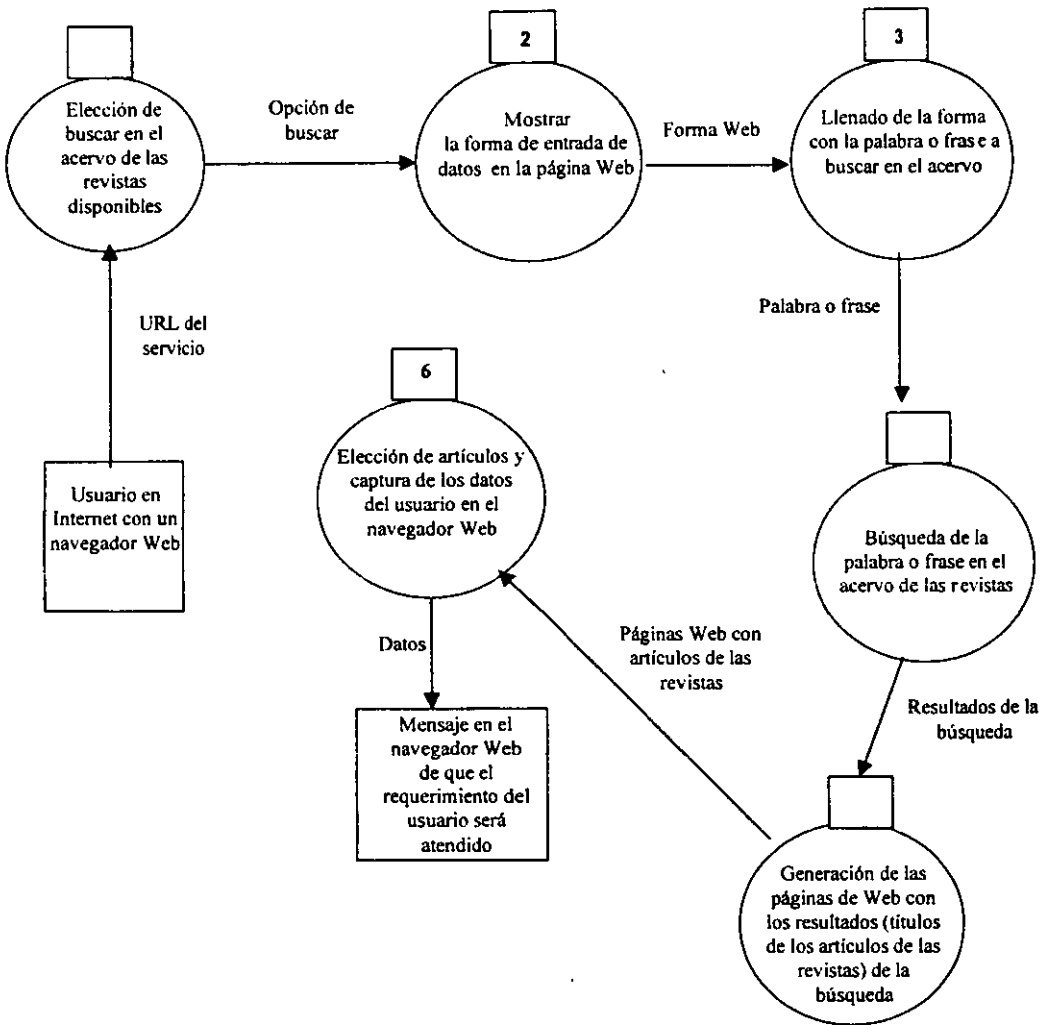 Elección de
buscar en el
acervo de las
revistas
disponibles
Opción de
buscar
2
Mostrar
la forma de entrada de
datos en la página Web
Forma Web
3
Llenado de la forma
con la palabra o frase a
buscar en el acervo
URL del
servicio
Palabra o frase
Usuario en
Internet con un
navegador Web
6
Elección de artículos y
captura de los datos
del usuario en el
navegador Web
Búsqueda de la
palabra o frase en el
acervo de las revistas
Datos
Páginas Web con
artículos de las
revistas
Resultados de la
búsqueda
Mensaje en el
navegador Web
de que el
requerimiento del
usuario será
atendido
Generación de las
páginas de Web con
los resultados (títulos
de los artículos de las
revistas) de la
búsqueda